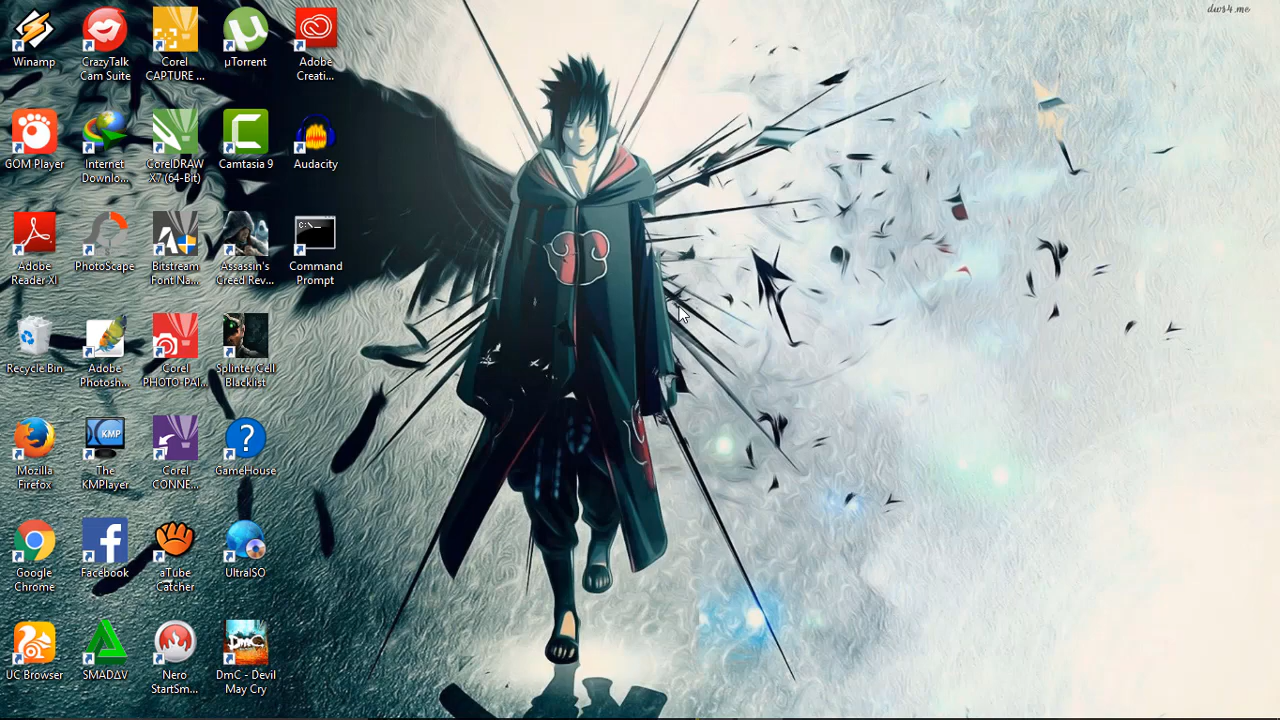 dws4.me
Winamp
CrazyTalk
Cam Suite
Corel
CAPTURE ...
µTorrent
Adobe
Creati...
GOM Player
Internet
Downlo...
CorelDRAW
X7 (64-Bit)
Camtasia 9
Audacity
Adobe
Reader XI
PhotoScape
Bitstream
Font Na...
Assassin's
Creed Rev...
C:\_
Command
Prompt
Recycle Bin
Adobe
Photosh...
Corel
PHOTO-PAI...
Splinter Cell
Blacklist
Mozilla
Firefox
KMP
The
KMPlayer
Corel
CONNE...
GameHouse
Google
Chrome
Facebook
aTube
Catcher
UltraISO
UC Browser
SMADΔV
Nero
StartSm...
DmC
DmC - Devil
May Cry